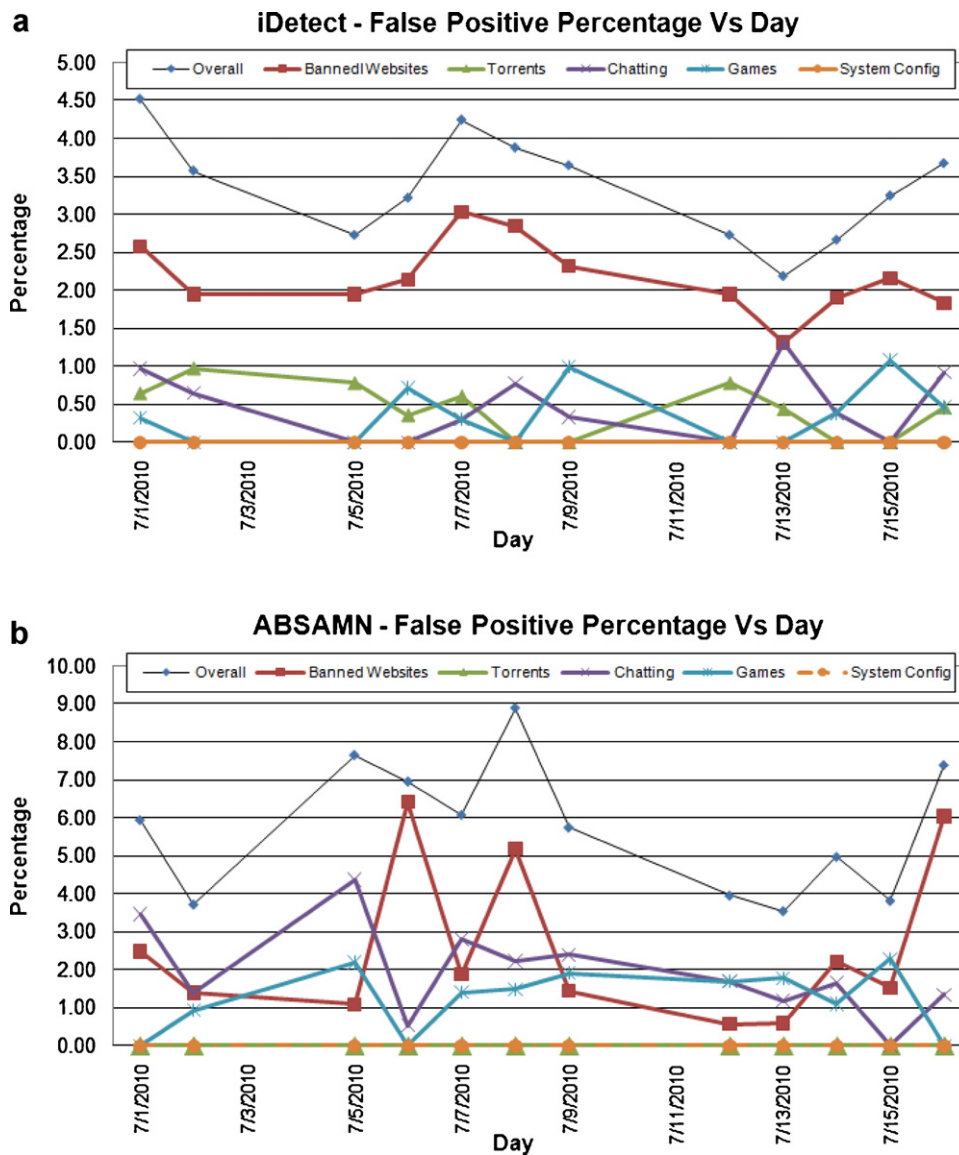 a
iDetect - False Positive Percentage Vs Day
Overall BannedlWebsites Torrents Chatting Games System Config
5.00
4.50
4.00
3.50
3.00
2.50
2.00
1.50
1.00
0.50
0.00
Percentage
7/1/2010 7/3/2010 7/5/2010 7/7/2010 7/9/2010 7/11/2010 7/13/2010 7/15/2010
Day
b
ABSAMN - False Positive Percentage Vs Day
Overall Banned Websites Torrents Chatting Games System Config
10.00
9.00
8.00
7.00
6.00
5.00
4.00
3.00
2.00
1.00
0.00
Percentage
7/1/2010 7/3/2010 7/5/2010 7/7/2010 7/9/2010 7/11/2010 7/13/2010 7/15/2010
Day